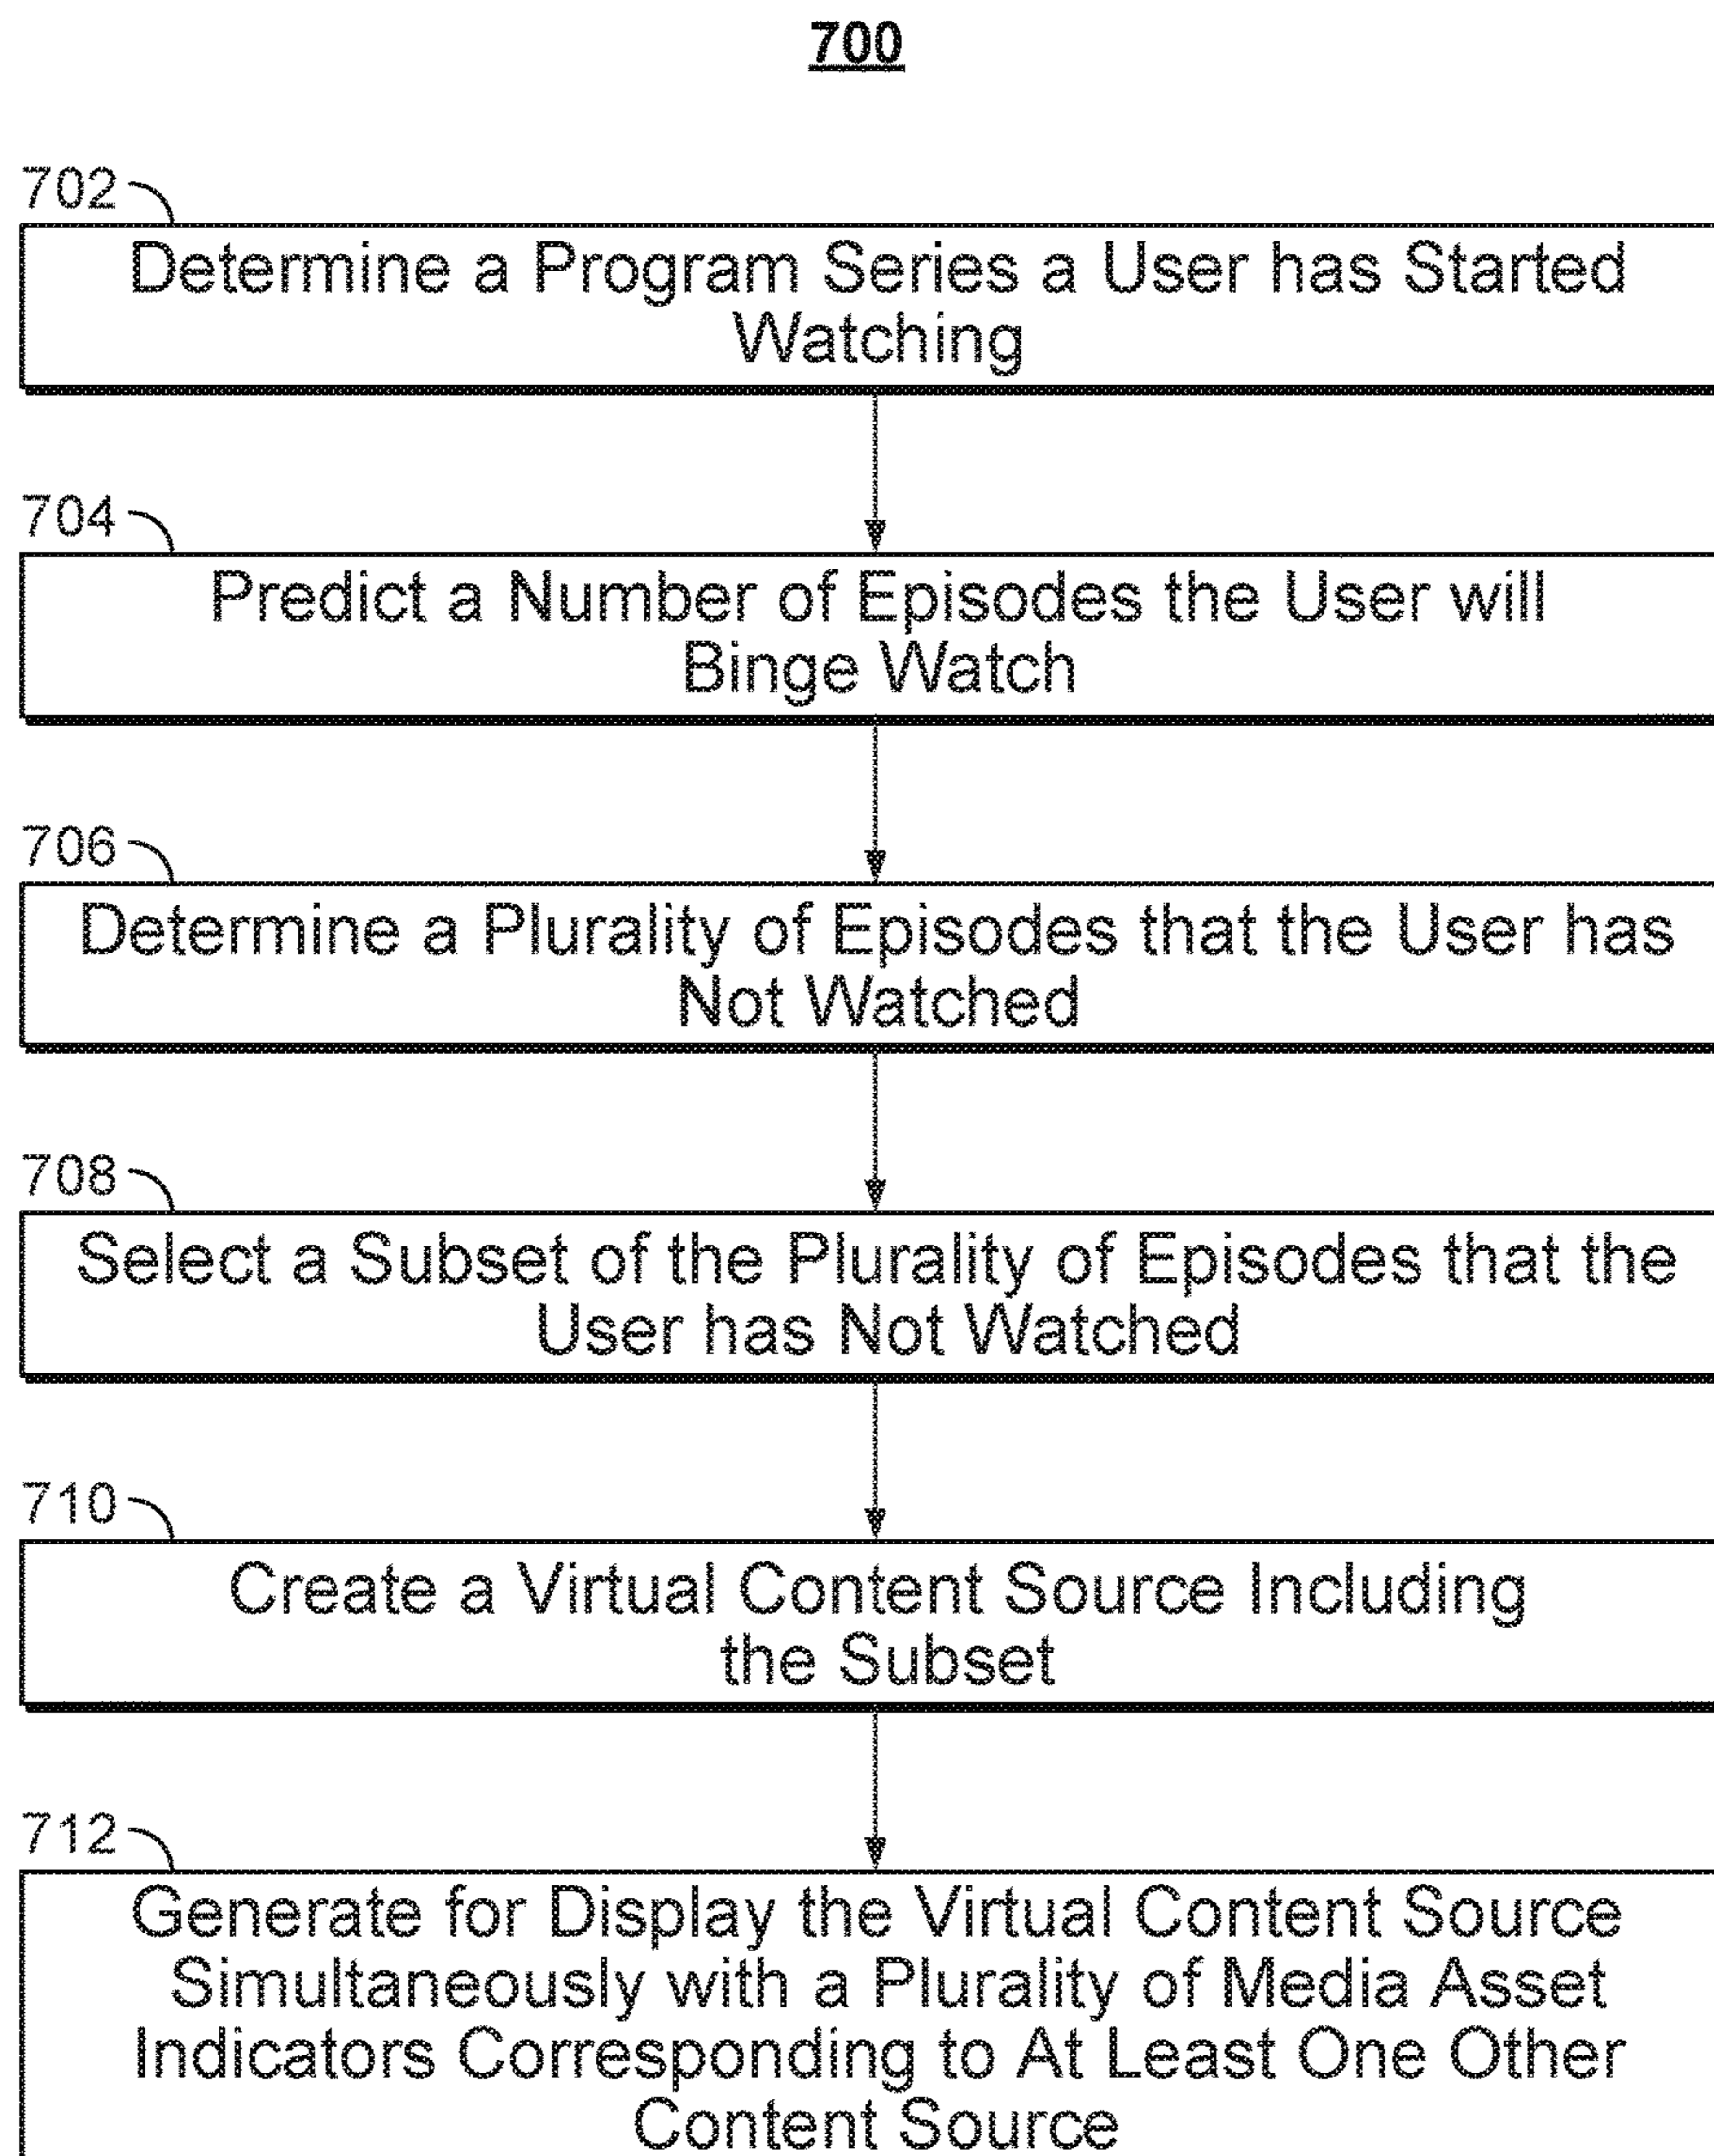 700
702
Determine a Program Series a User has Started
Watching
704
Predict a Number of Episodes the User will
Binge Watch
706
Determine a Plurality of Episodes that the User has
Not Watched
708
Select a Subset of the Plurality of Episodes that the
User has Not Watched
710
Create a Virtual Content Source Including
the Subset
712
Generate for Display the Virtual Content Source
Simultaneously with a Plurality of Media Asset
Indicators Corresponding to At Least One Other
Content Source